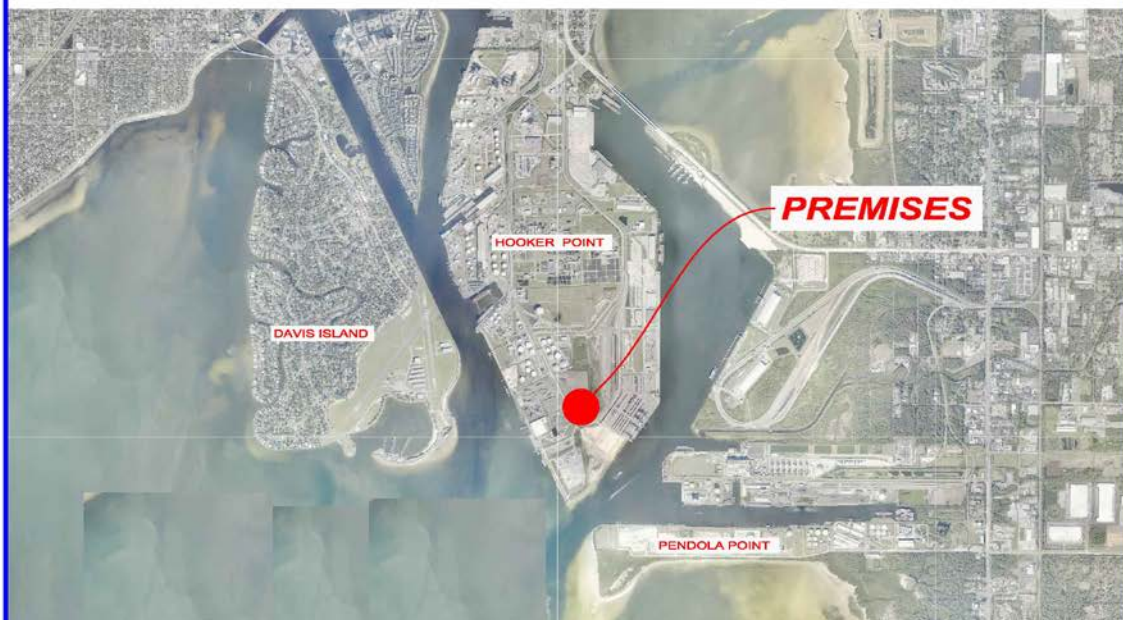 PREMISES
HOOKER POINT
DAVIS ISLAND
PENDOLA POINT